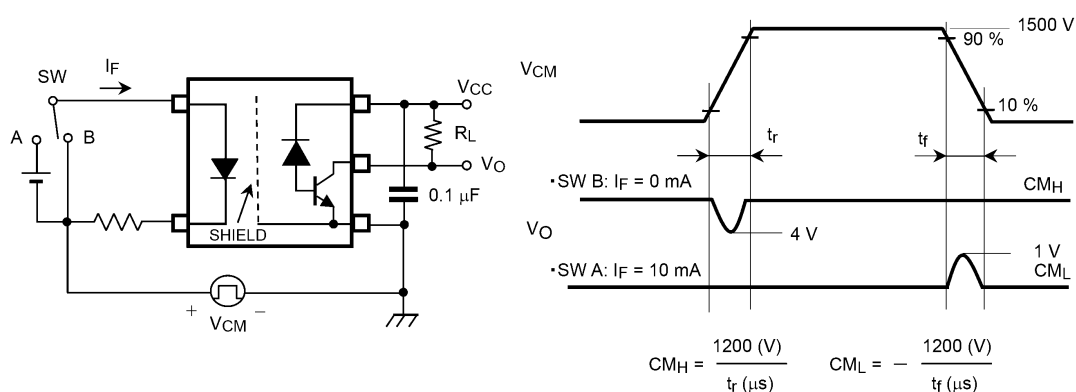 SW
IF
A
B
SHIELD
VCC
RL
VO
0.1 μF
+
VCM
−
VCM
1500 V
90 %
10 %
tr
tf
・SW B: IF = 0 mA
CMH
VO
4 V
・SW A: IF = 10 mA
1 V
CML
CMH = 1200 (V) / tr (μs)
CML = − 1200 (V) / tf (μs)